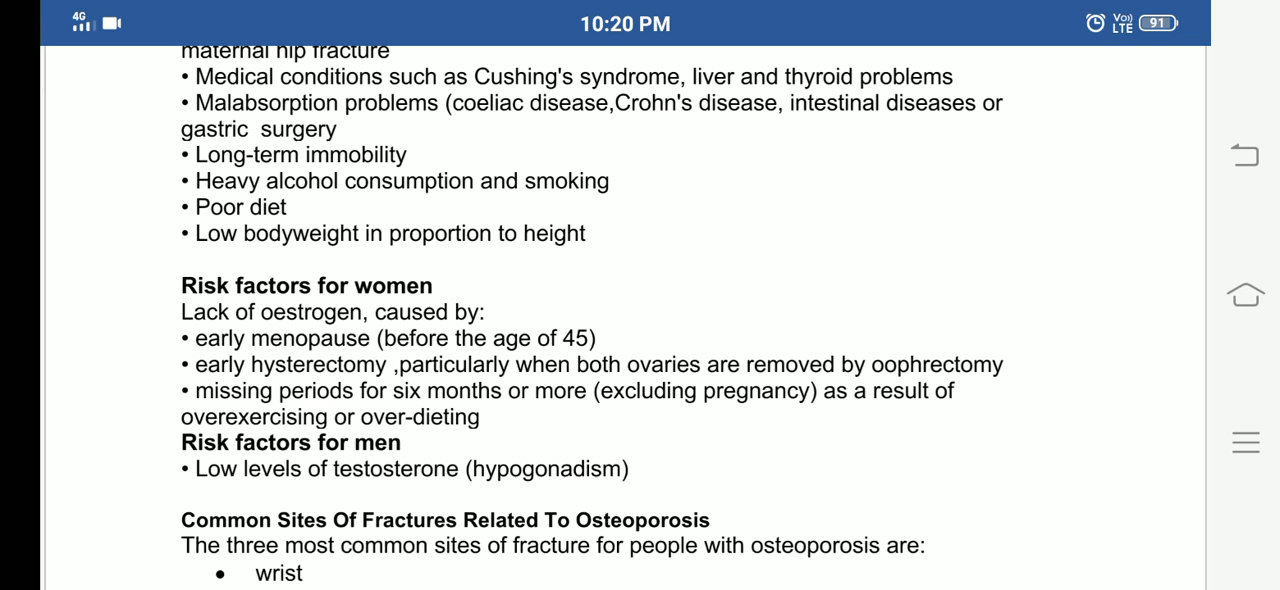 4G
10:20 PM
Vo))
LTE
91
maternal hip fracture
• Medical conditions such as Cushing's syndrome, liver and thyroid problems
• Malabsorption problems (coeliac disease,Crohn's disease, intestinal diseases or
gastric  surgery
• Long-term immobility
• Heavy alcohol consumption and smoking
• Poor diet
• Low bodyweight in proportion to height
Risk factors for women
Lack of oestrogen, caused by:
• early menopause (before the age of 45)
• early hysterectomy ,particularly when both ovaries are removed by oophrectomy
• missing periods for six months or more (excluding pregnancy) as a result of
overexercising or over-dieting
Risk factors for men
• Low levels of testosterone (hypogonadism)
Common Sites Of Fractures Related To Osteoporosis
The three most common sites of fracture for people with osteoporosis are:
• wrist